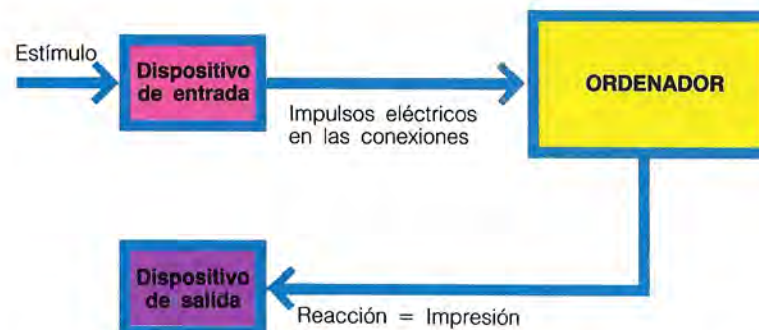 Estímulo
Dispositivo
de entrada
Impulsos eléctricos
en las conexiones
ORDENADOR
Dispositivo
de salida
Reacción = Impresión